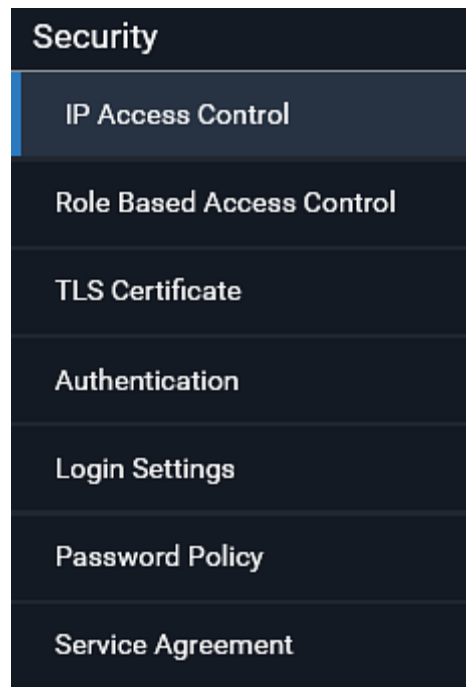 Security
IP Access Control
Role Based Access Control
TLS Certificate
Authentication
Login Settings
Password Policy
Service Agreement